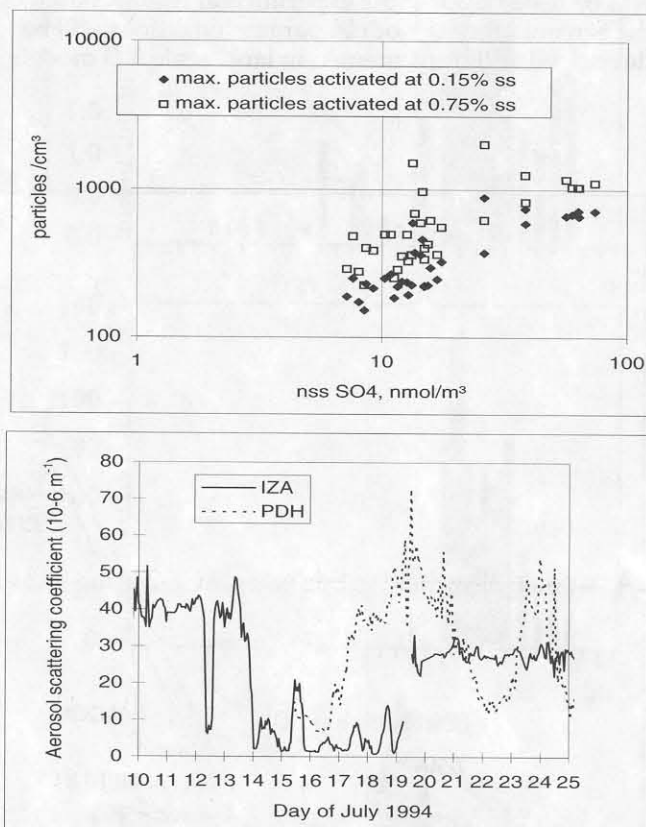 10000
◆ max. particles activated at 0.15% ss
□ max. particles activated at 0.75% ss
particles /cm³
1000
100
1 10 100
nss SO4, nmol/m³
80
70
60
50
40
30
20
10
0
IZA
PDH
Aerosol scattering coefficient (10-6 m-1)
10 11 12 13 14 15 16 17 18 19 20 21 22 23 24 25
Day of July 1994